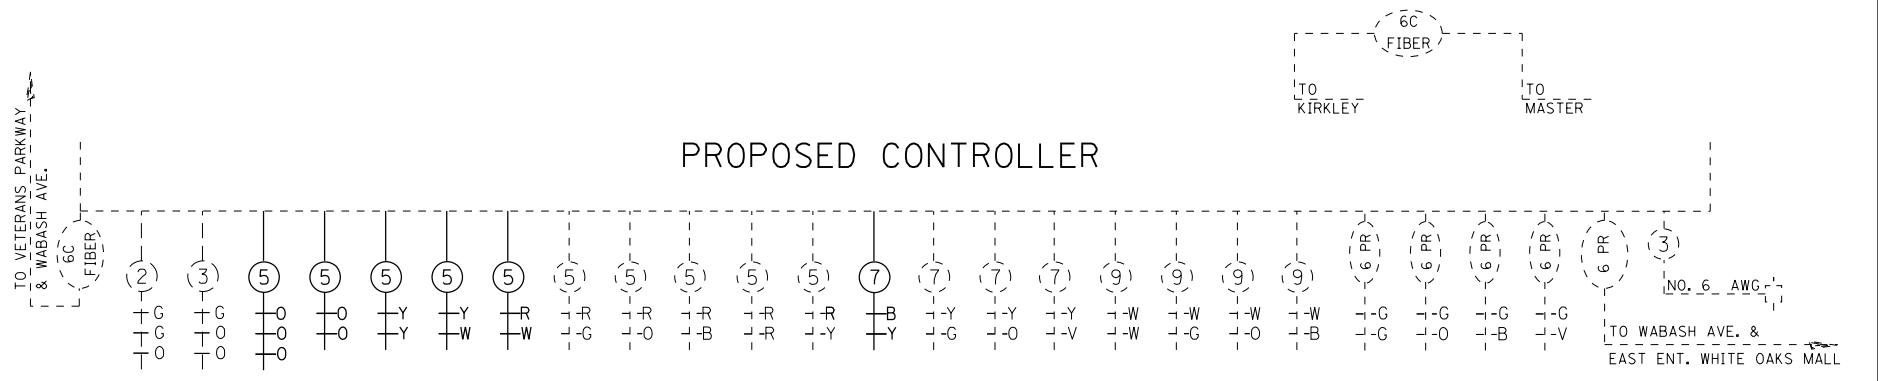 6C
FIBER
TO
KIRKLEY
TO
MASTER
PROPOSED CONTROLLER
TO VETERANS PARKWAY
& WABASH AVE.
6C
FIBER
2 3 5 5 5 5 5 5 5 5 5 5 7 7 7 7 9 9 9 9 6 PR 6 PR 6 PR 6 PR 6 PR 3
G G O O Y Y R R R R R R B Y Y Y W W W W G G G G
G O O O Y W W G O B R Y Y G O V W G O B G O B V
O O O
NO. 6 AWG
TO WABASH AVE. &
EAST ENT. WHITE OAKS MALL